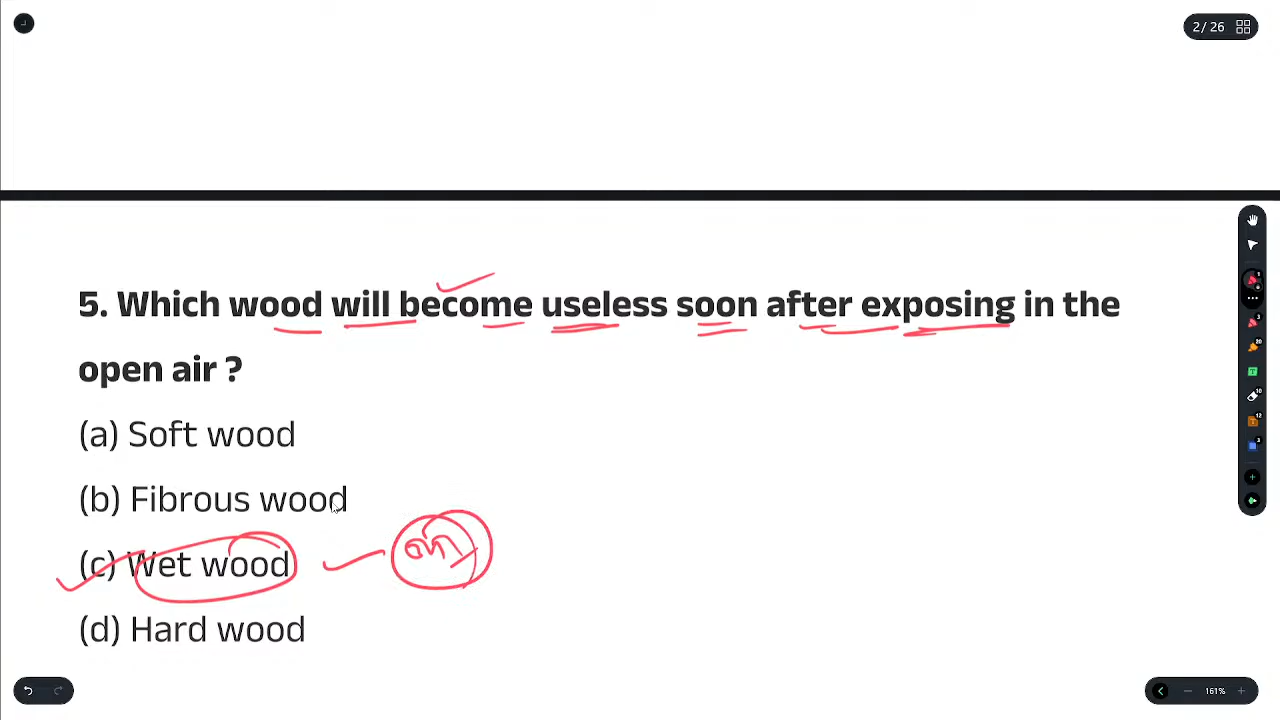 2/ 26
5. Which wood will become useless soon after exposing in the
open air ?
(a) Soft wood
(b) Fibrous wood
(c) Wet wood
(d) Hard wood
161%